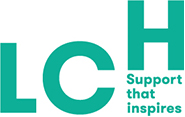 LCH
Support
that
inspires